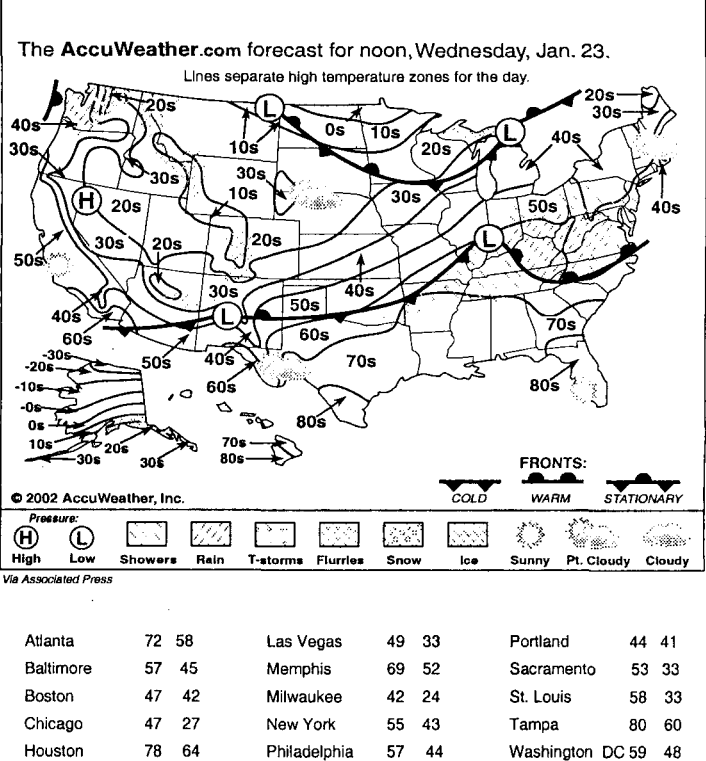 The AccuWeather.com forecast for noon, Wednesday, Jan. 23.
Lines separate high temperature zones for the day.
20s
30s
40s
20s
L
0s
10s
20s
L
40s
30s
10s
30s
30s
10s
30s
50s
40s
H
20s
30s
20s
20s
L
50s
30s
50s
40s
L
40s
60s
60s
70s
50s
40s
70s
60s
80s
80s
-30s
-20s
-10s
-0s
0s
10s
20s
30s
30s
70s
80s
FRONTS:
COLD WARM STATIONARY
© 2002 AccuWeather, Inc.
Pressure:
H L
High Low Showers Rain T-storms Flurries Snow Ice Sunny Pt. Cloudy Cloudy
Via Associated Press
Atlanta 72 58 Las Vegas 49 33 Portland 44 41
Baltimore 57 45 Memphis 69 52 Sacramento 53 33
Boston 47 42 Milwaukee 42 24 St. Louis 58 33
Chicago 47 27 New York 55 43 Tampa 80 60
Houston 78 64 Philadelphia 57 44 Washington DC 59 48